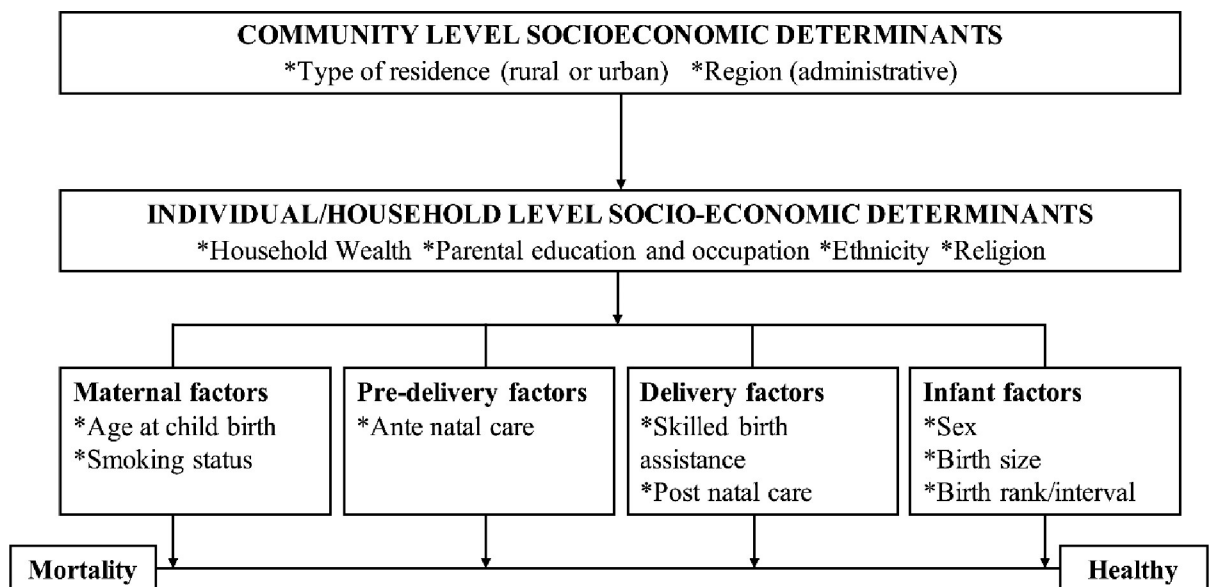 COMMUNITY LEVEL SOCIOECONOMIC DETERMINANTS
*Type of residence (rural or urban) *Region (administrative)
INDIVIDUAL/HOUSEHOLD LEVEL SOCIO-ECONOMIC DETERMINANTS
*Household Wealth *Parental education and occupation *Ethnicity *Religion
Maternal factors
*Age at child birth
*Smoking status
Pre-delivery factors
*Ante natal care
Delivery factors
*Skilled birth
assistance
*Post natal care
Infant factors
*Sex
*Birth size
*Birth rank/interval
Mortality
Healthy